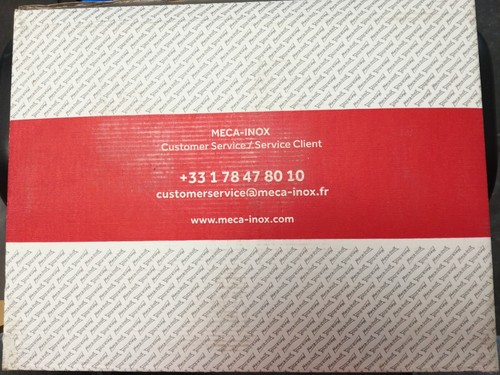 MECA-INOX
Customer Service / Service Client
+33 1 78 47 80 10
customerservice@meca-inox.fr
www.meca-inox.com